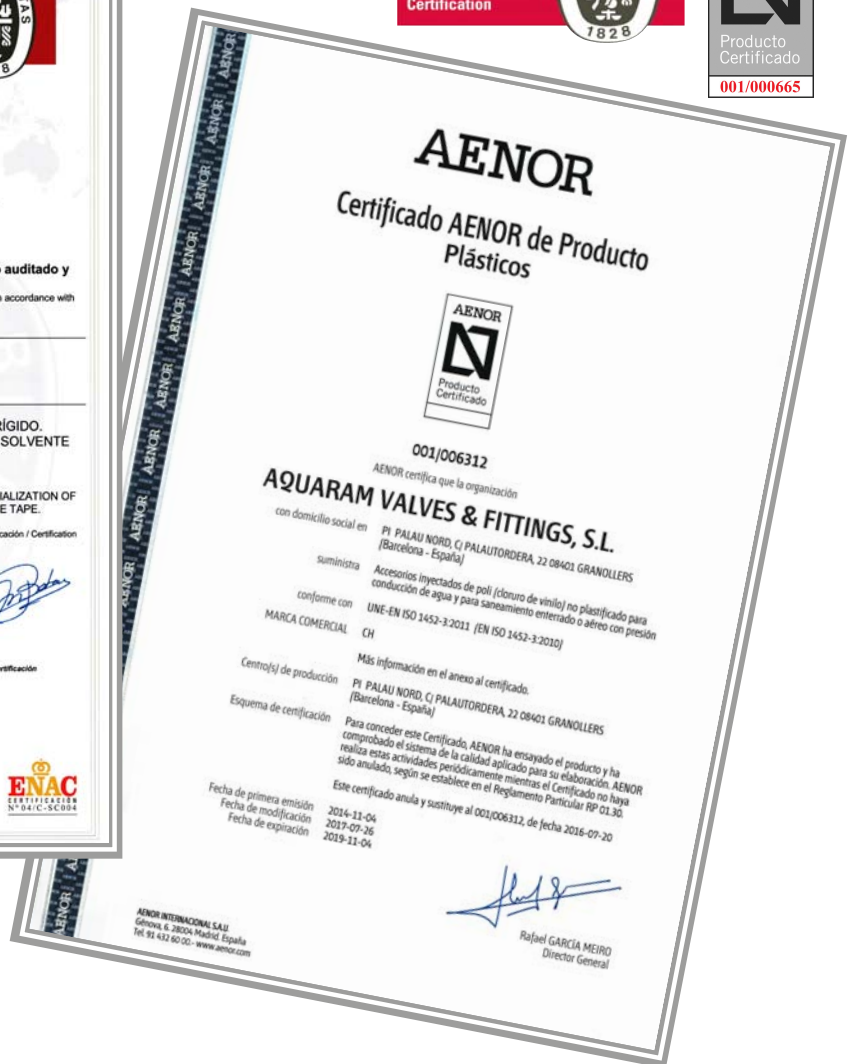 Certification
1828
Producto
Certificado
001/000665
auditado y
accordance with
RÍGIDO.
SOLVENTE
IALIZATION OF
E TAPE.
cación / Certification
ertificación
ENAC
CERTIFICACIÓN
Nº 04/C-SC004
AENOR
Certificado AENOR de Producto
Plásticos
AENOR
Producto
Certificado
001/006312
AENOR certifica que la organización
AQUARAM VALVES & FITTINGS, S.L.
con domicilio social en PI PALAU NORD, C/ PALAUTORDERA, 22 08401 GRANOLLERS
(Barcelona - España)
suministra Accesorios inyectados de poli (cloruro de vinilo) no plastificado para
conducción de agua y para saneamiento enterrado o aéreo con presión
conforme con UNE-EN ISO 1452-3:2011 (EN ISO 1452-3:2010)
MARCA COMERCIAL CH
Más información en el anexo al certificado.
Centro(s) de producción PI PALAU NORD, C/ PALAUTORDERA, 22 08401 GRANOLLERS
(Barcelona - España)
Esquema de certificación Para conceder este Certificado, AENOR ha ensayado el producto y ha
comprobado el sistema de la calidad aplicado para su elaboración. AENOR
realiza estas actividades periódicamente mientras el Certificado no haya
sido anulado, según se establece en el Reglamento Particular RP 01.30.
Este certificado anula y sustituye al 001/006312, de fecha 2016-07-20
Fecha de primera emisión 2014-11-04
Fecha de modificación 2017-07-26
Fecha de expiración 2019-11-04
AENOR INTERNACIONAL S.A.U.
Génova, 6. 28004 Madrid. España
Tel. 91 432 60 00.- www.aenor.com
Rafael GARCÍA MEIRO
Director General